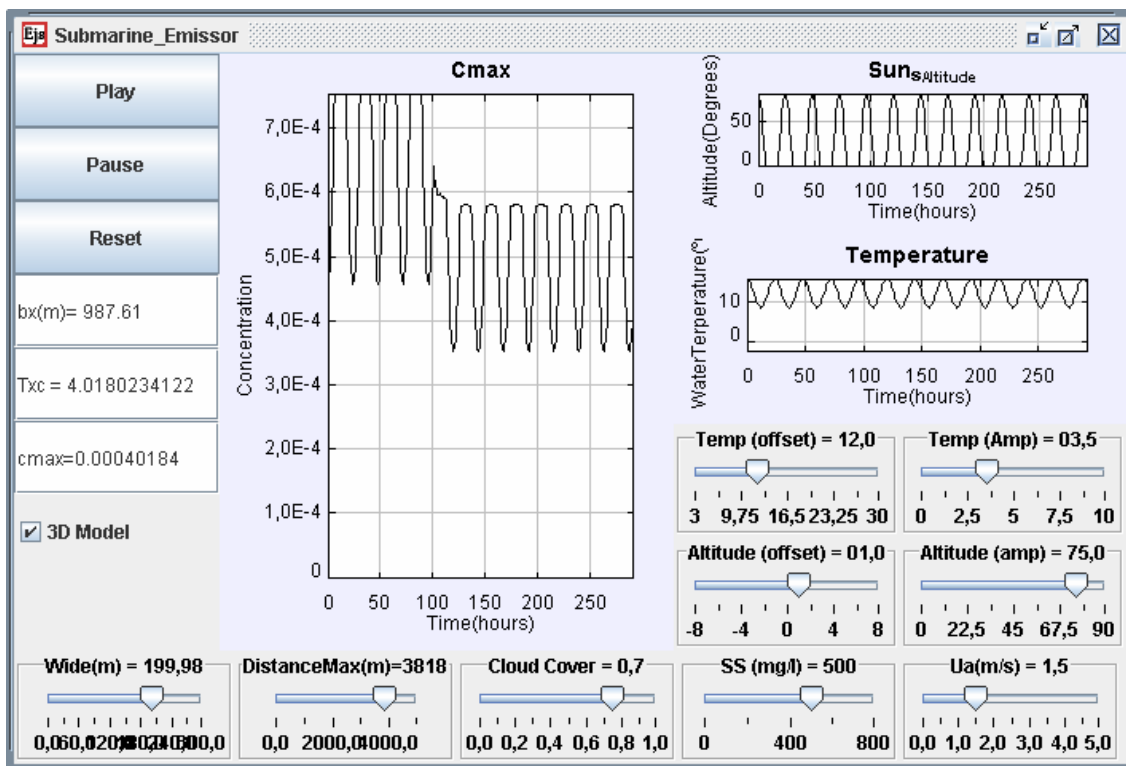 Ejs Submarine_Emissor
Play
Pause
Reset
bx(m)= 987.61
Txc = 4.0180234122
cmax=0.00040184
3D Model
Cmax
Concentration
7,0E-4
6,0E-4
5,0E-4
4,0E-4
3,0E-4
2,0E-4
1,0E-4
0
0 50 100 150 200 250
Time(hours)
SunsAltitude
Altitude(Degrees)
50
0
0 50 100 150 200 250
Time(hours)
Temperature
WaterTerperature(º
10
0
0 50 100 150 200 250
Time(hours)
Temp (offset) = 12,0
3 9,75 16,5 23,25 30
Temp (Amp) = 03,5
0 2,5 5 7,5 10
Altitude (offset) = 01,0
-8 -4 0 4 8
Altitude (amp) = 75,0
0 22,5 45 67,5 90
Wide(m) = 199,98
DistanceMax(m)=3818
0,0 2000,0 4000,0
Cloud Cover = 0,7
0,0 0,2 0,4 0,6 0,8 1,0
SS (mg/l) = 500
0 400 800
Ua(m/s) = 1,5
0,0 1,0 2,0 3,0 4,0 5,0